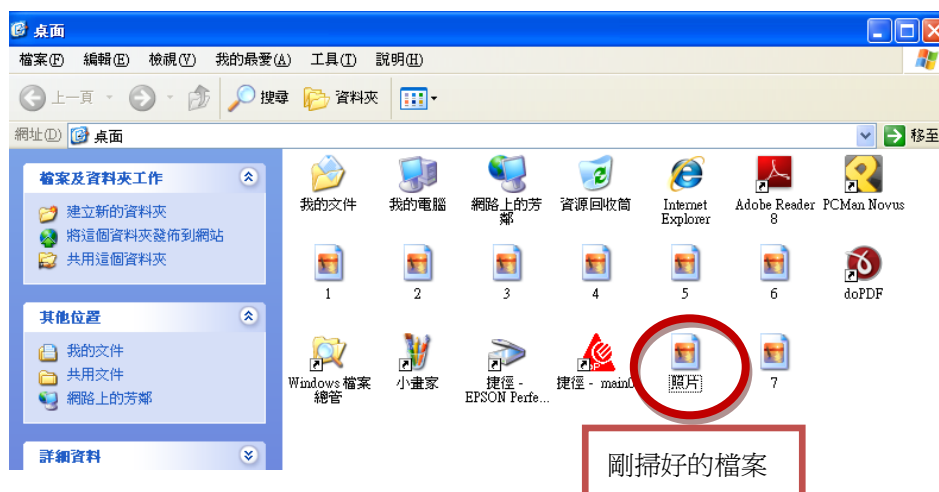 桌面
檔案(F) 編輯(E) 檢視(V) 我的最愛(A) 工具(T) 說明(H)
上一頁 搜尋 資料夾
網址(D) 桌面 移至
檔案及資料夾工作
建立新的資料夾
將這個資料夾發佈到網站
共用這個資料夾
其他位置
我的文件
共用文件
網路上的芳鄰
詳細資料
我的文件 我的電腦 網路上的芳 資源回收筒 Internet Adobe Reader PCMan Novus
鄰 Explorer 8
1 2 3 4 5 6 doPDF
Windows 檔案 小畫家 捷徑 - 捷徑 - main 照片 7
總管 EPSON Perfe...
剛掃好的檔案